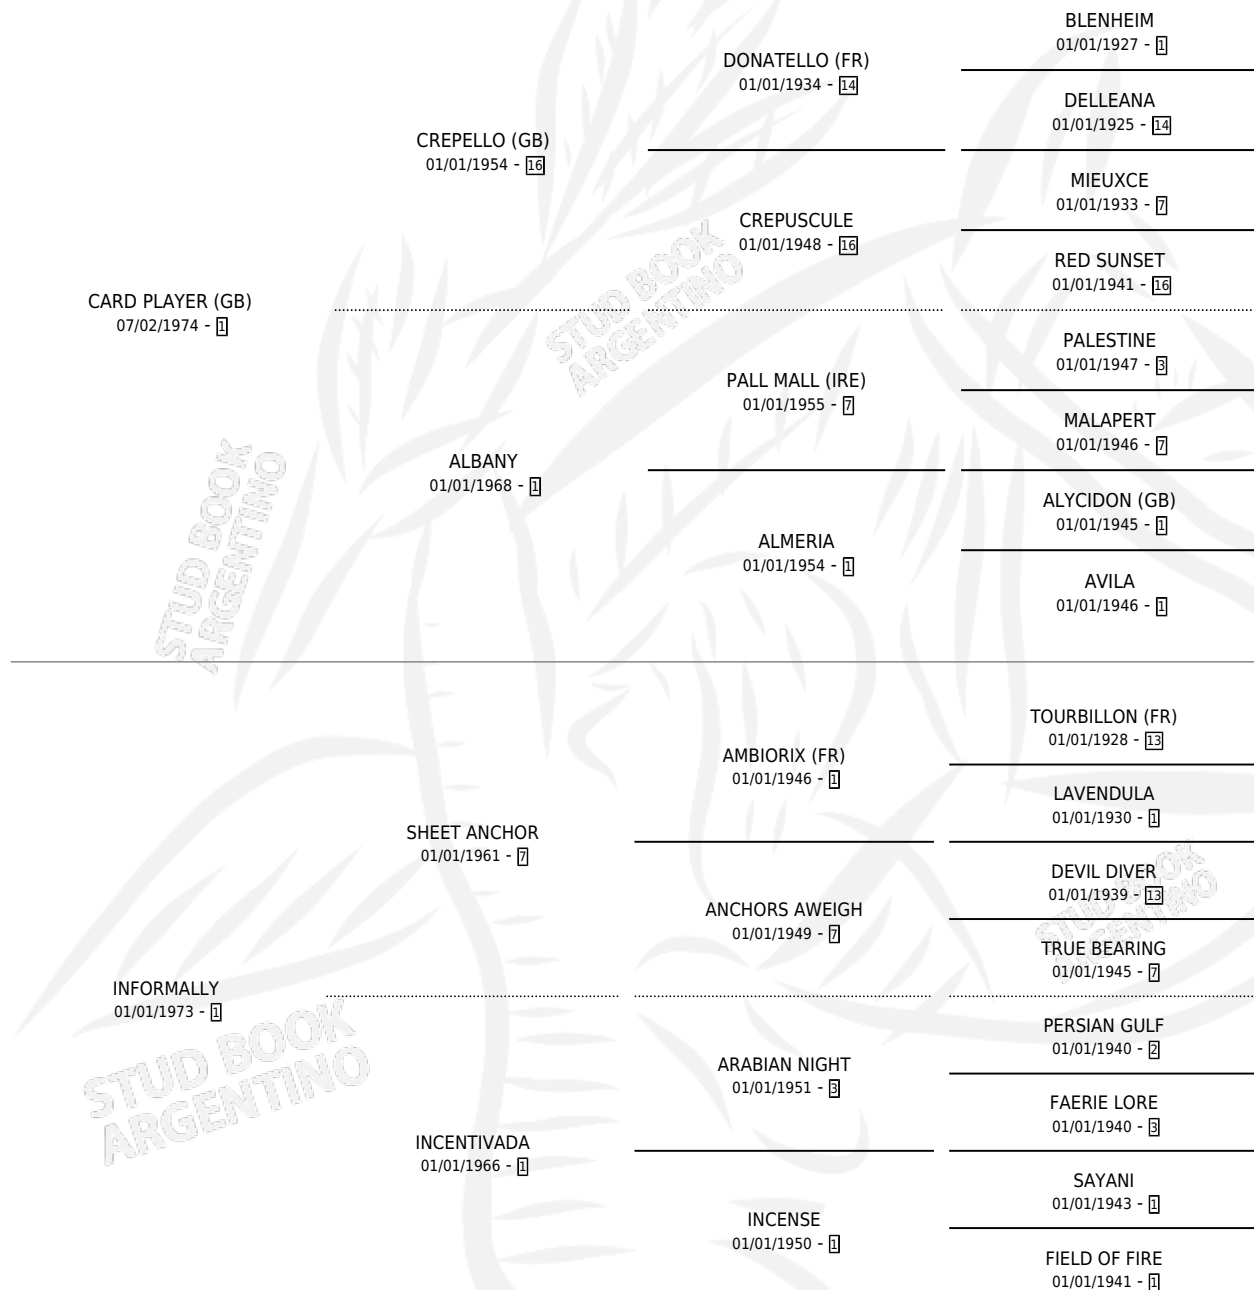 BLENHEIM
01/01/1927 - 1
DONATELLO (FR)
01/01/1934 - 14
DELLEANA
01/01/1925 - 14
CREPELLO (GB)
01/01/1954 - 16
MIEUXCE
01/01/1933 - 7
CREPUSCULE
01/01/1948 - 16
RED SUNSET
01/01/1941 - 16
CARD PLAYER (GB)
07/02/1974 - 1
PALESTINE
01/01/1947 - 3
PALL MALL (IRE)
01/01/1955 - 7
MALAPERT
01/01/1946 - 7
ALBANY
01/01/1968 - 1
ALYCIDON (GB)
01/01/1945 - 1
ALMERIA
01/01/1954 - 1
AVILA
01/01/1946 - 1
TOURBILLON (FR)
01/01/1928 - 13
AMBIORIX (FR)
01/01/1946 - 1
LAVENDULA
01/01/1930 - 1
SHEET ANCHOR
01/01/1961 - 7
DEVIL DIVER
01/01/1939 - 13
ANCHORS AWEIGH
01/01/1949 - 7
TRUE BEARING
01/01/1945 - 7
INFORMALLY
01/01/1973 - 1
PERSIAN GULF
01/01/1940 - 2
ARABIAN NIGHT
01/01/1951 - 3
FAERIE LORE
01/01/1940 - 3
INCENTIVADA
01/01/1966 - 1
SAYANI
01/01/1943 - 1
INCENSE
01/01/1950 - 1
FIELD OF FIRE
01/01/1941 - 1
STUD BOOK
ARGENTINO
STUD BOOK
ARGENTINO
STUD BOOK
ARGENTINO
STUD BOOK
ARGENTINO